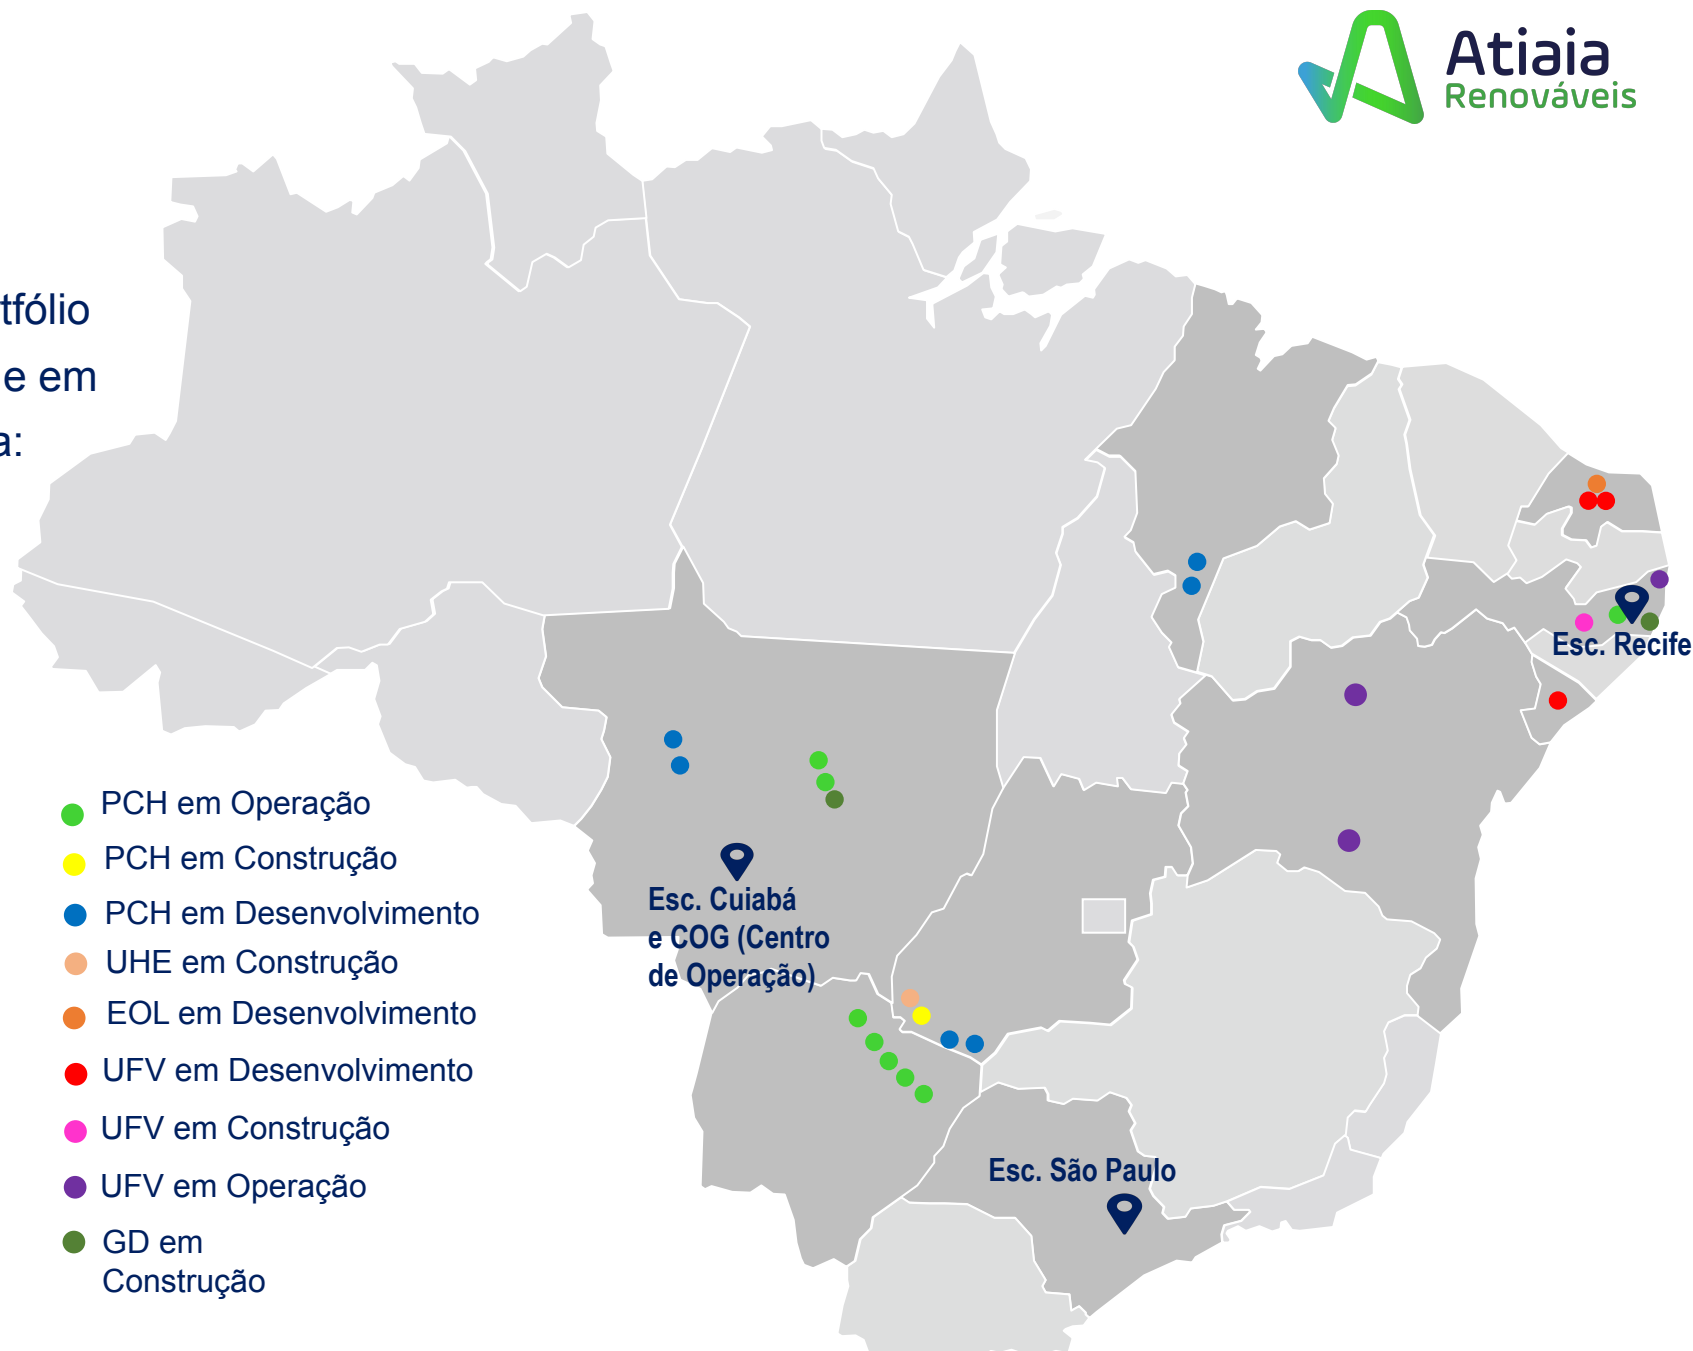 Atiaia
Renováveis
tfólio
e em
a:
Esc. Recife
PCH em Operação
PCH em Construção
PCH em Desenvolvimento
UHE em Construção
EOL em Desenvolvimento
UFV em Desenvolvimento
UFV em Construção
UFV em Operação
GD em
Construção
Esc. Cuiabá
e COG (Centro
de Operação)
Esc. São Paulo